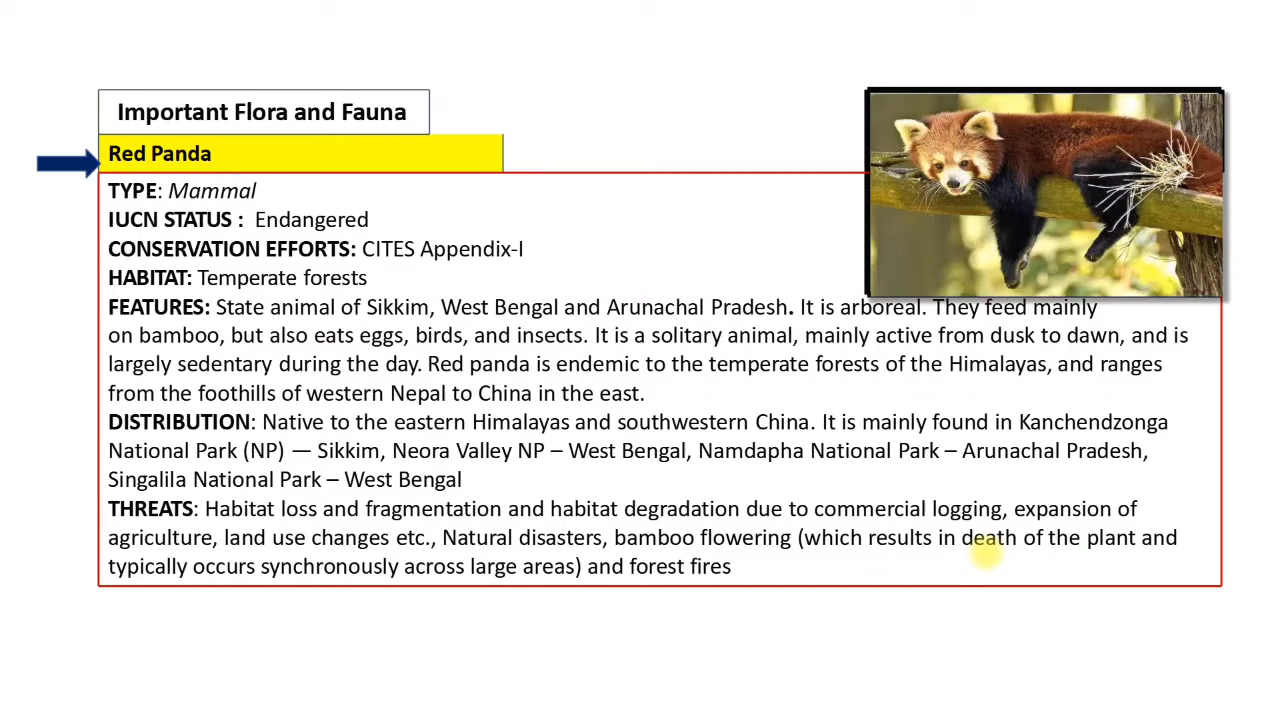 Important Flora and Fauna
Red Panda
TYPE: Mammal
IUCN STATUS :  Endangered
CONSERVATION EFFORTS: CITES Appendix-I
HABITAT: Temperate forests
FEATURES: State animal of Sikkim, West Bengal and Arunachal Pradesh. It is arboreal. They feed mainly
on bamboo, but also eats eggs, birds, and insects. It is a solitary animal, mainly active from dusk to dawn, and is
largely sedentary during the day. Red panda is endemic to the temperate forests of the Himalayas, and ranges
from the foothills of western Nepal to China in the east.
DISTRIBUTION: Native to the eastern Himalayas and southwestern China. It is mainly found in Kanchendzonga
National Park (NP) — Sikkim, Neora Valley NP – West Bengal, Namdapha National Park – Arunachal Pradesh,
Singalila National Park – West Bengal
THREATS: Habitat loss and fragmentation and habitat degradation due to commercial logging, expansion of
agriculture, land use changes etc., Natural disasters, bamboo flowering (which results in death of the plant and
typically occurs synchronously across large areas) and forest fires